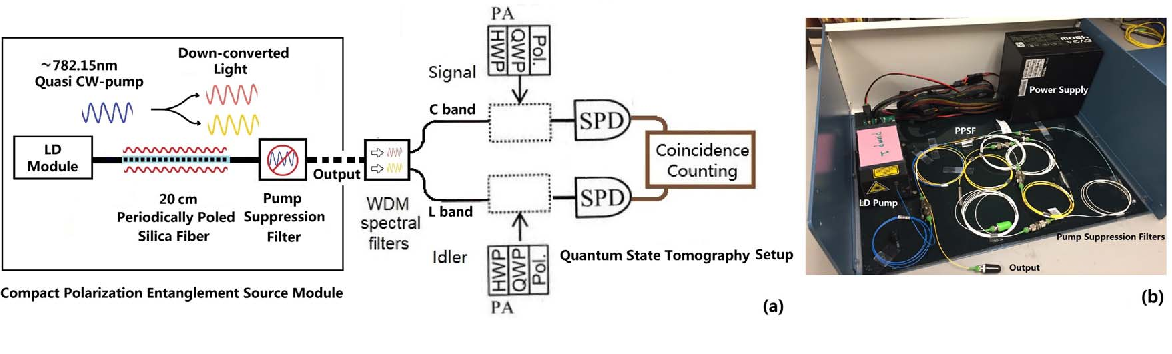 ~782.15nm
Quasi CW-pump
Down-converted
Light
LD
Module
20 cm
Periodically Poled
Silica Fiber
Pump
Suppression
Filter
Output
Compact Polarization Entanglement Source Module
WDM
spectral
filters
PA
HWP
QWP
Pol.
Signal
C band
SPD
Coincidence
Counting
L band
SPD
Idler
HWP
QWP
Pol.
PA
Quantum State Tomography Setup
(a)
Power Supply
PPSF
LD Pump
Pump Suppression Filters
Output
(b)